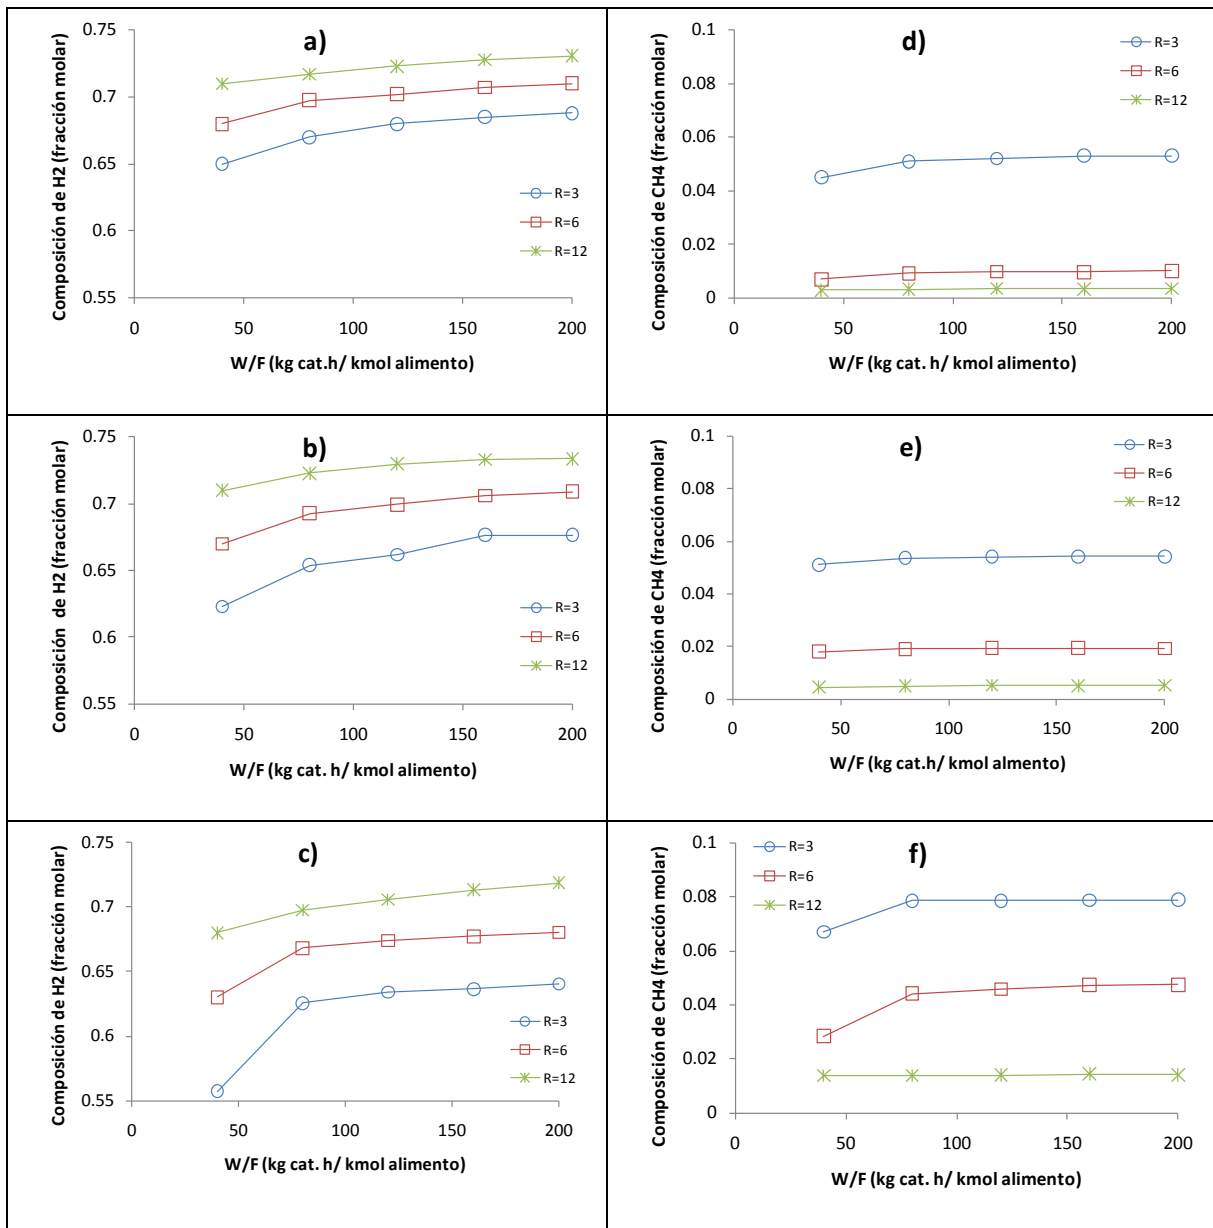 a)
Composición de H2 (fracción molar)
0.75
0.7
0.65
0.6
0.55
0
50
100
150
200
R=3
R=6
R=12
W/F (kg cat.h/ kmol alimento)
d)
Composición de CH4 (fracción molar)
0.1
0.08
0.06
0.04
0.02
0
0
50
100
150
200
R=3
R=6
R=12
W/F (kg cat. h/ kmol alimento)
b)
Composición de H2 (fracción molar)
0.75
0.7
0.65
0.6
0.55
0
50
100
150
200
R=3
R=6
R=12
W/F (kg cat. h/ kmol alimento)
e)
Composición de CH4 (fracción molar)
0.1
0.08
0.06
0.04
0.02
0
0
50
100
150
200
R=3
R=6
R=12
W/F (kg cat.h/ kmol almento)
c)
Composición de H2 (fracción molar)
0.75
0.7
0.65
0.6
0.55
0
50
100
150
200
R=3
R=6
R=12
W/F (kg cat. h/ kmol alimento)
f)
Composición de CH4 (fracción molar)
0.1
0.08
0.06
0.04
0.02
0
0
50
100
150
200
R=3
R=6
R=12
W/F (kg cat. h/ kmol alimento)